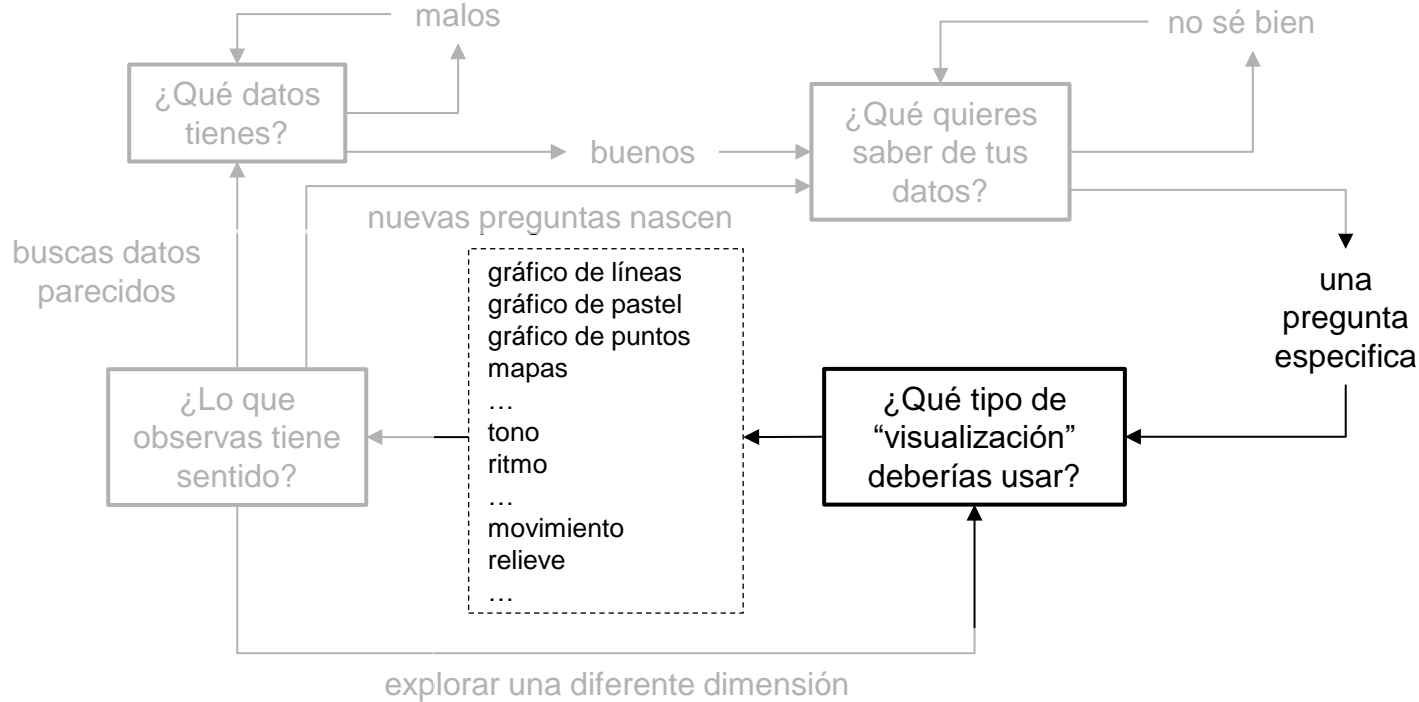 malos
no sé bien
¿Qué datos
tienes?
¿Qué quieres
saber de tus
datos?
buenos
nuevas preguntas nascen
buscas datos
parecidos
una
pregunta
especifica
gráfico de líneas
gráfico de pastel
gráfico de puntos
mapas
…
tono
ritmo
…
movimiento
relieve
…
¿Lo que
observas tiene
sentido?
¿Qué tipo de
“visualización”
deberías usar?
explorar una diferente dimensión